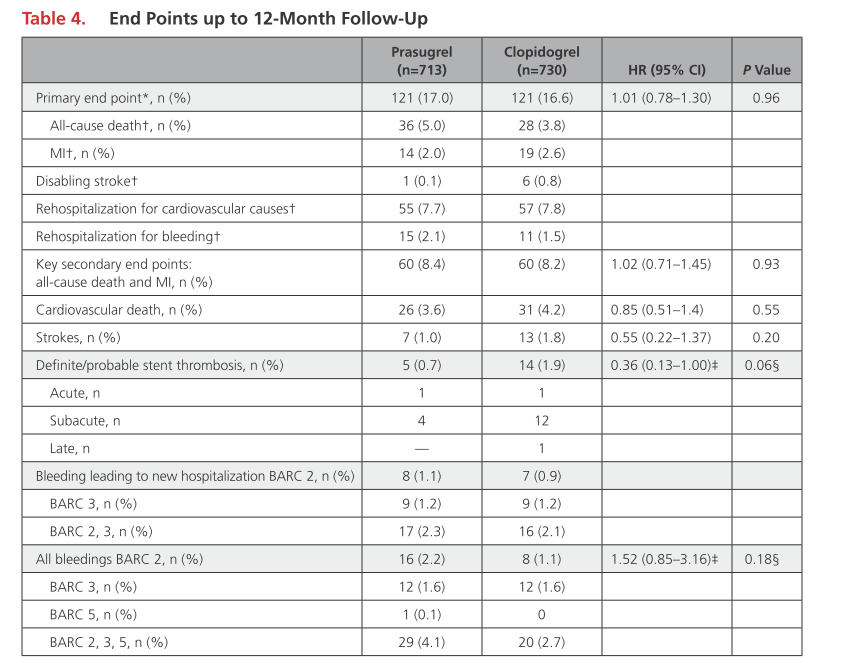 Table 4. End Points up to 12-Month Follow-Up
Prasugrel (n=713) Clopidogrel (n=730) HR (95% CI) P Value
Primary end point*, n (%) 121 (17.0) 121 (16.6) 1.01 (0.78–1.30) 0.96
All-cause death†, n (%) 36 (5.0) 28 (3.8)
MI†, n (%) 14 (2.0) 19 (2.6)
Disabling stroke† 1 (0.1) 6 (0.8)
Rehospitalization for cardiovascular causes† 55 (7.7) 57 (7.8)
Rehospitalization for bleeding† 15 (2.1) 11 (1.5)
Key secondary end points: 60 (8.4) 60 (8.2) 1.02 (0.71–1.45) 0.93
all-cause death and MI, n (%)
Cardiovascular death, n (%) 26 (3.6) 31 (4.2) 0.85 (0.51–1.4) 0.55
Strokes, n (%) 7 (1.0) 13 (1.8) 0.55 (0.22–1.37) 0.20
Definite/probable stent thrombosis, n (%) 5 (0.7) 14 (1.9) 0.36 (0.13–1.00)‡ 0.06§
Acute, n 1 1
Subacute, n 4 12
Late, n — 1
Bleeding leading to new hospitalization BARC 2, n (%) 8 (1.1) 7 (0.9)
BARC 3, n (%) 9 (1.2) 9 (1.2)
BARC 2, 3, n (%) 17 (2.3) 16 (2.1)
All bleedings BARC 2, n (%) 16 (2.2) 8 (1.1) 1.52 (0.85–3.16)‡ 0.18§
BARC 3, n (%) 12 (1.6) 12 (1.6)
BARC 5, n (%) 1 (0.1) 0
BARC 2, 3, 5, n (%) 29 (4.1) 20 (2.7)